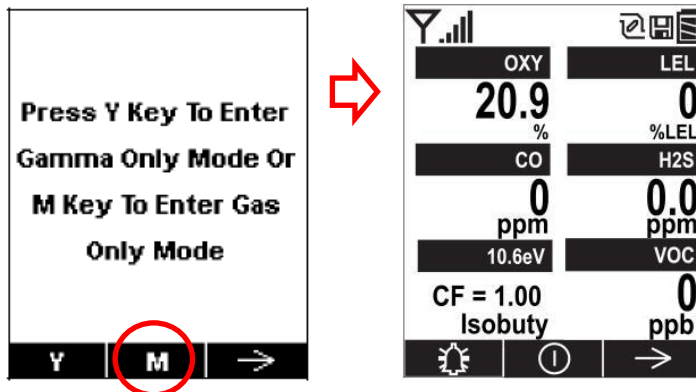 Press Y Key To Enter
Gamma Only Mode Or
M Key To Enter Gas
Only Mode
Y M
OXY LEL
20.9 0
% %LEL
CO H2S
0 0.0
ppm ppm
10.6eV VOC
CF = 1.00 0
Isobuty ppb